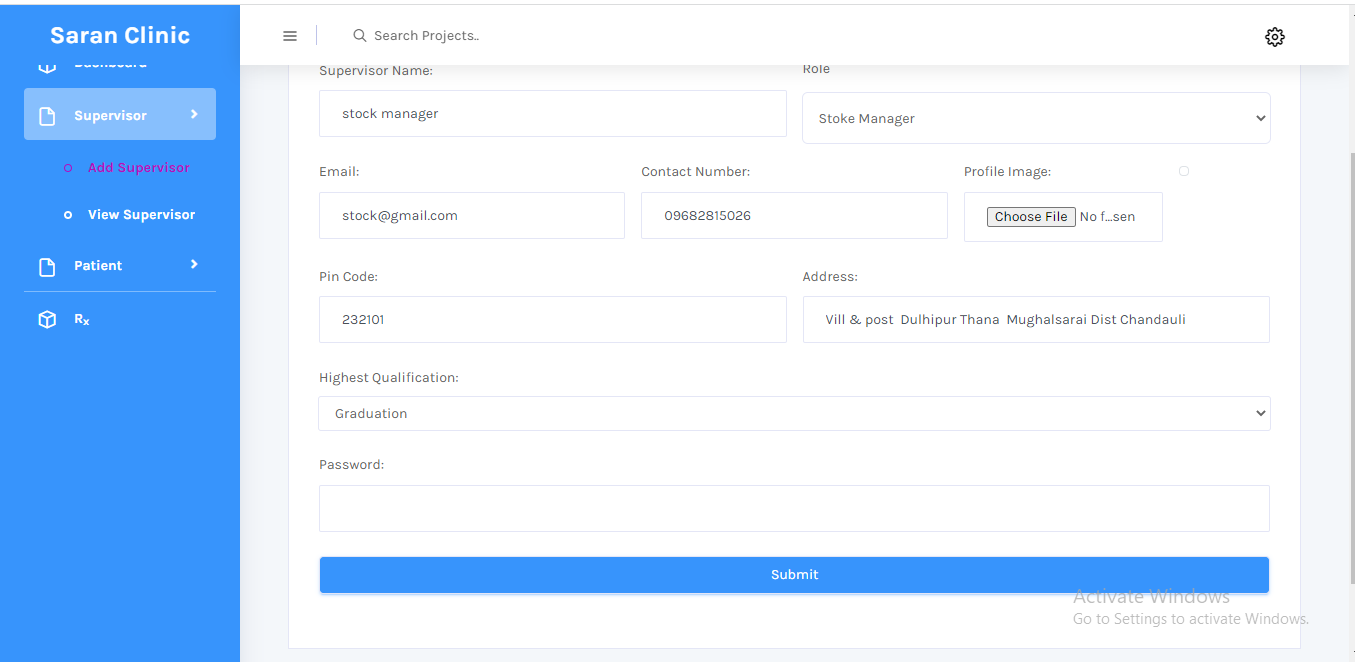 Saran Clinic
Search Projects..
Dashboard
Supervisor
Add Supervisor
View Supervisor
Patient
Rx
Supervisor Name:
Role
stock manager
Stoke Manager
Email:
Contact Number:
Profile Image:
stock@gmail.com
09682815026
Choose File No f...sen
Pin Code:
Address:
232101
Vill & post  Dulhipur Thana  Mughalsarai Dist Chandauli
Highest Qualification:
Graduation
Password:
Submit
Activate Windows
Go to Settings to activate Windows.